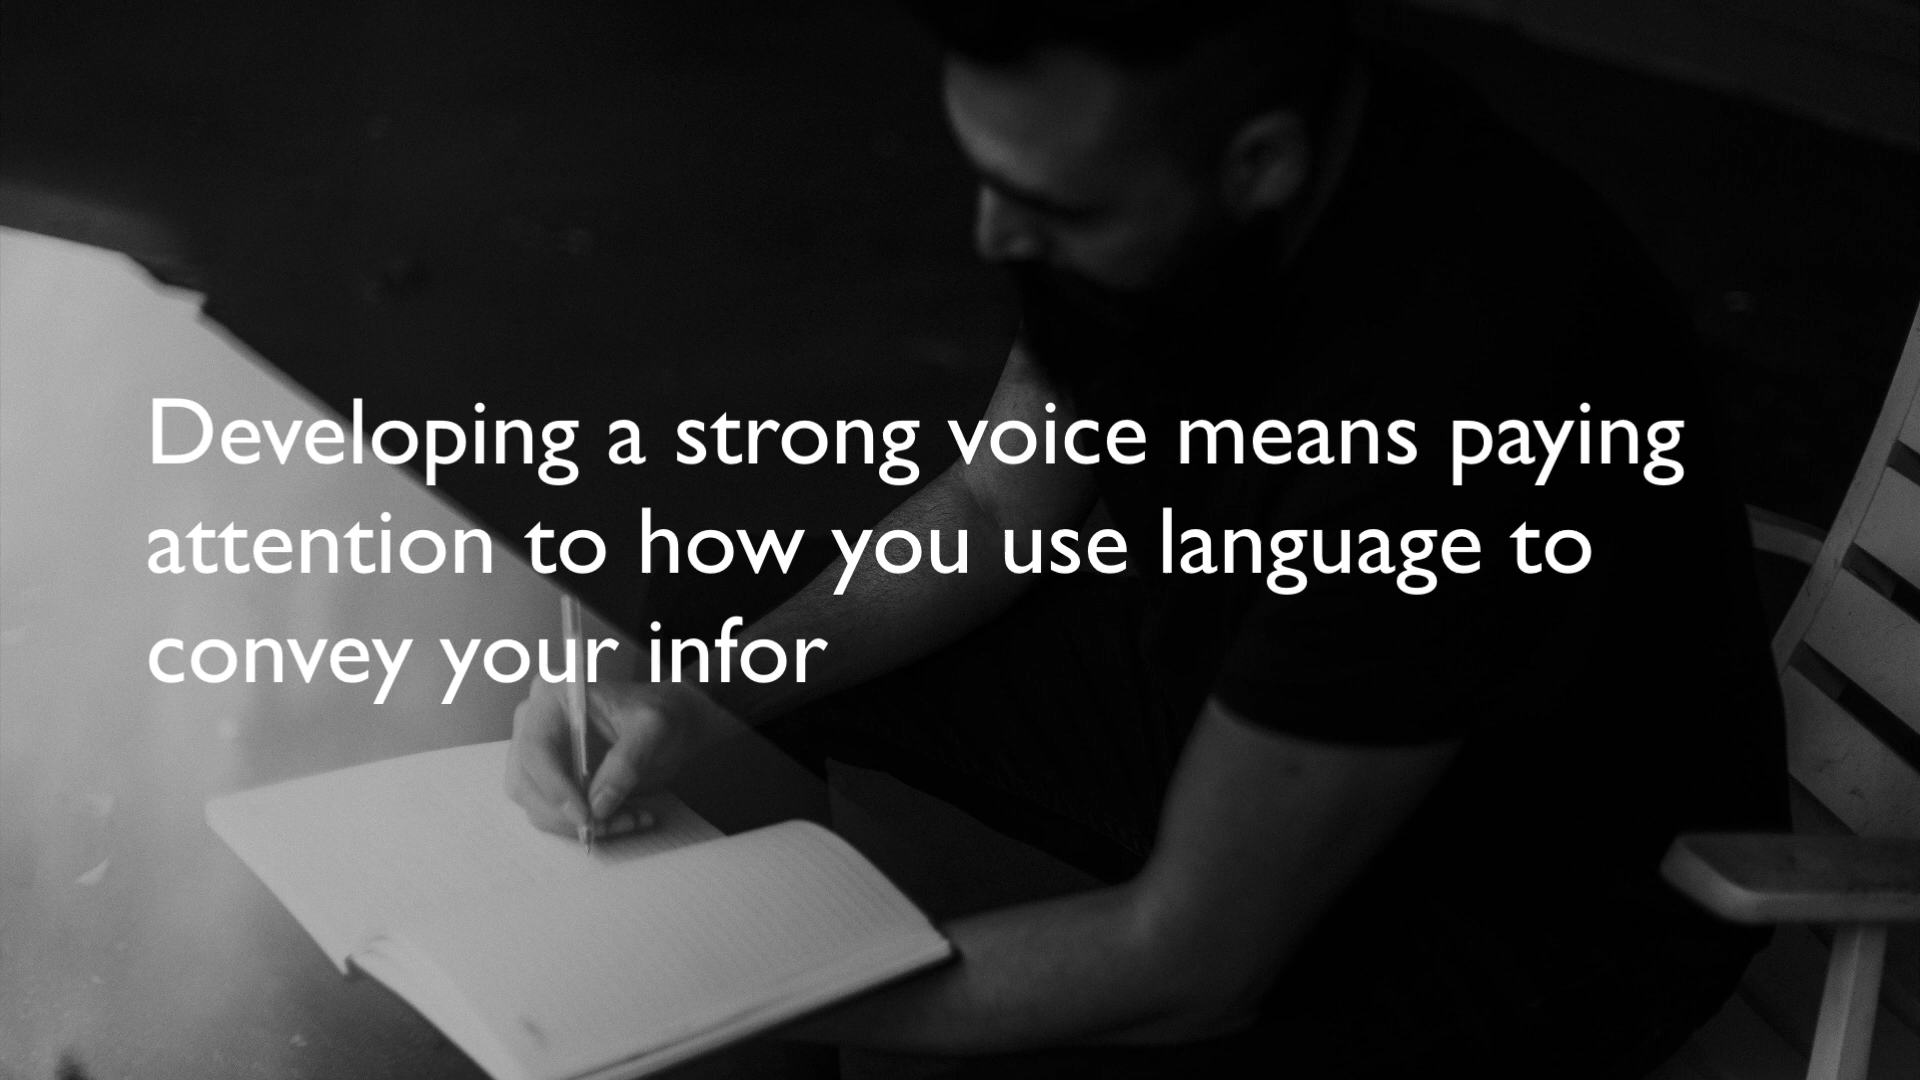 Developing a strong voice means paying
attention to how you use language to
convey your infor